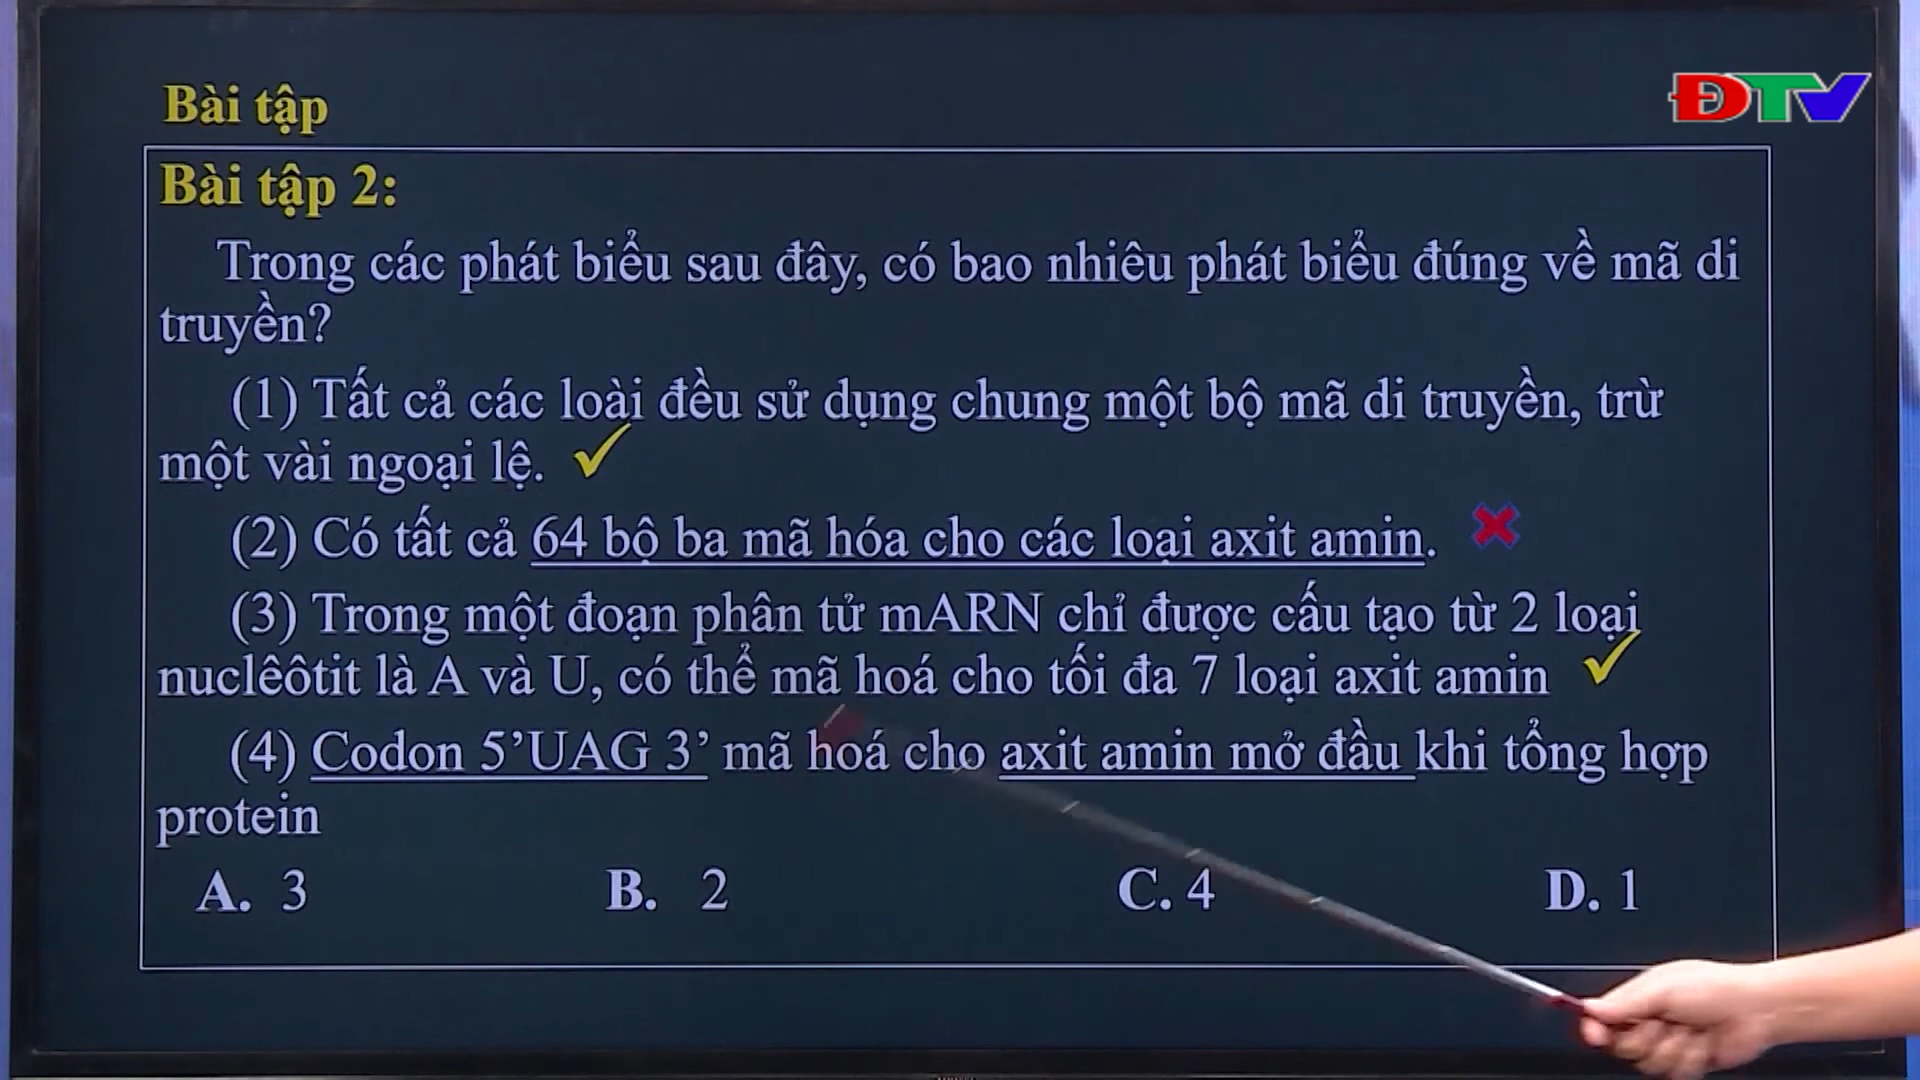 ĐTV
Bài tập
Bài tập 2:
Trong các phát biểu sau đây, có bao nhiêu phát biểu đúng về mã di
truyền?
(1) Tất cả các loài đều sử dụng chung một bộ mã di truyền, trừ
một vài ngoại lệ.
(2) Có tất cả 64 bộ ba mã hóa cho các loại axit amin.
(3) Trong một đoạn phân tử mARN chỉ được cấu tạo từ 2 loại
nuclêôtit là A và U, có thể mã hoá cho tối đa 7 loại axit amin
(4) Codon 5’UAG 3’ mã hoá cho axit amin mở đầu khi tổng hợp
protein
A. 3 B. 2 C. 4 D. 1